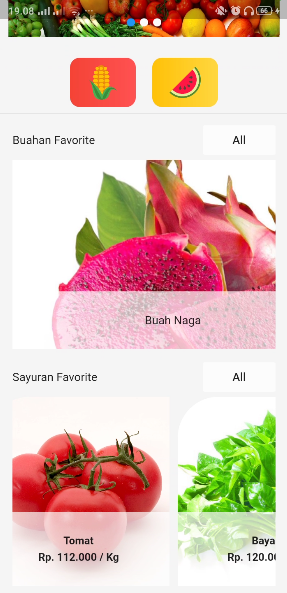 19.08
66
Buahan Favorite
All
Buah Naga
Sayuran Favorite
All
Tomat
Rp. 112.000 / Kg
Baya
Rp. 120.0